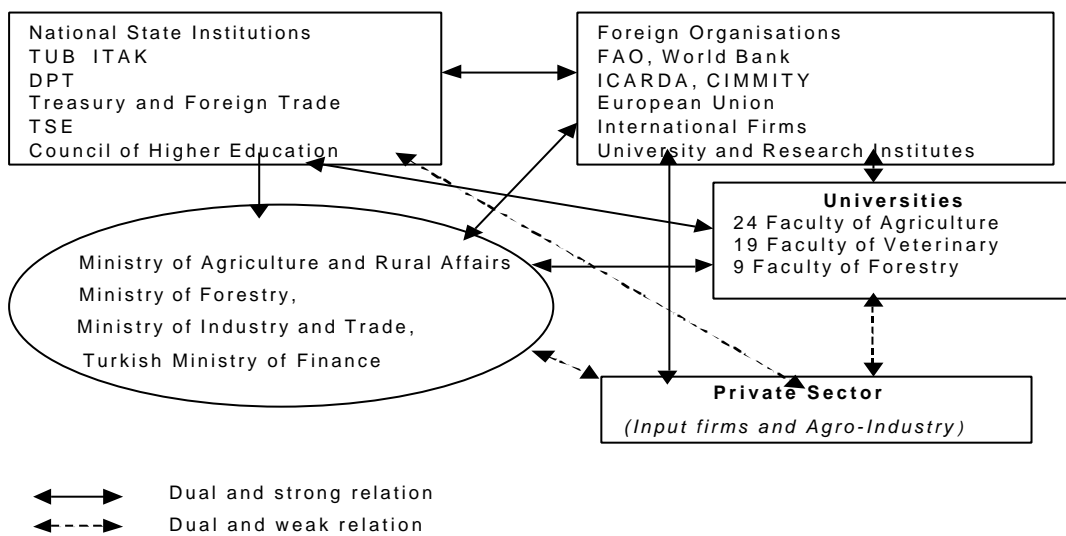 National State Institutions
TUB ITAK
DPT
Treasury and Foreign Trade
TSE
Council of Higher Education
Foreign Organisations
FAO, World Bank
ICARDA, CIMMITY
European Union
International Firms
University and Research Institutes
Universities
24 Faculty of Agriculture
19 Faculty of Veterinary
9 Faculty of Forestry
Ministry of Agriculture and Rural Affairs
Ministry of Forestry,
Ministry of Industry and Trade,
Turkish Ministry of Finance
Private Sector
(Input firms and Agro-Industry)
Dual and strong relation
Dual and weak relation